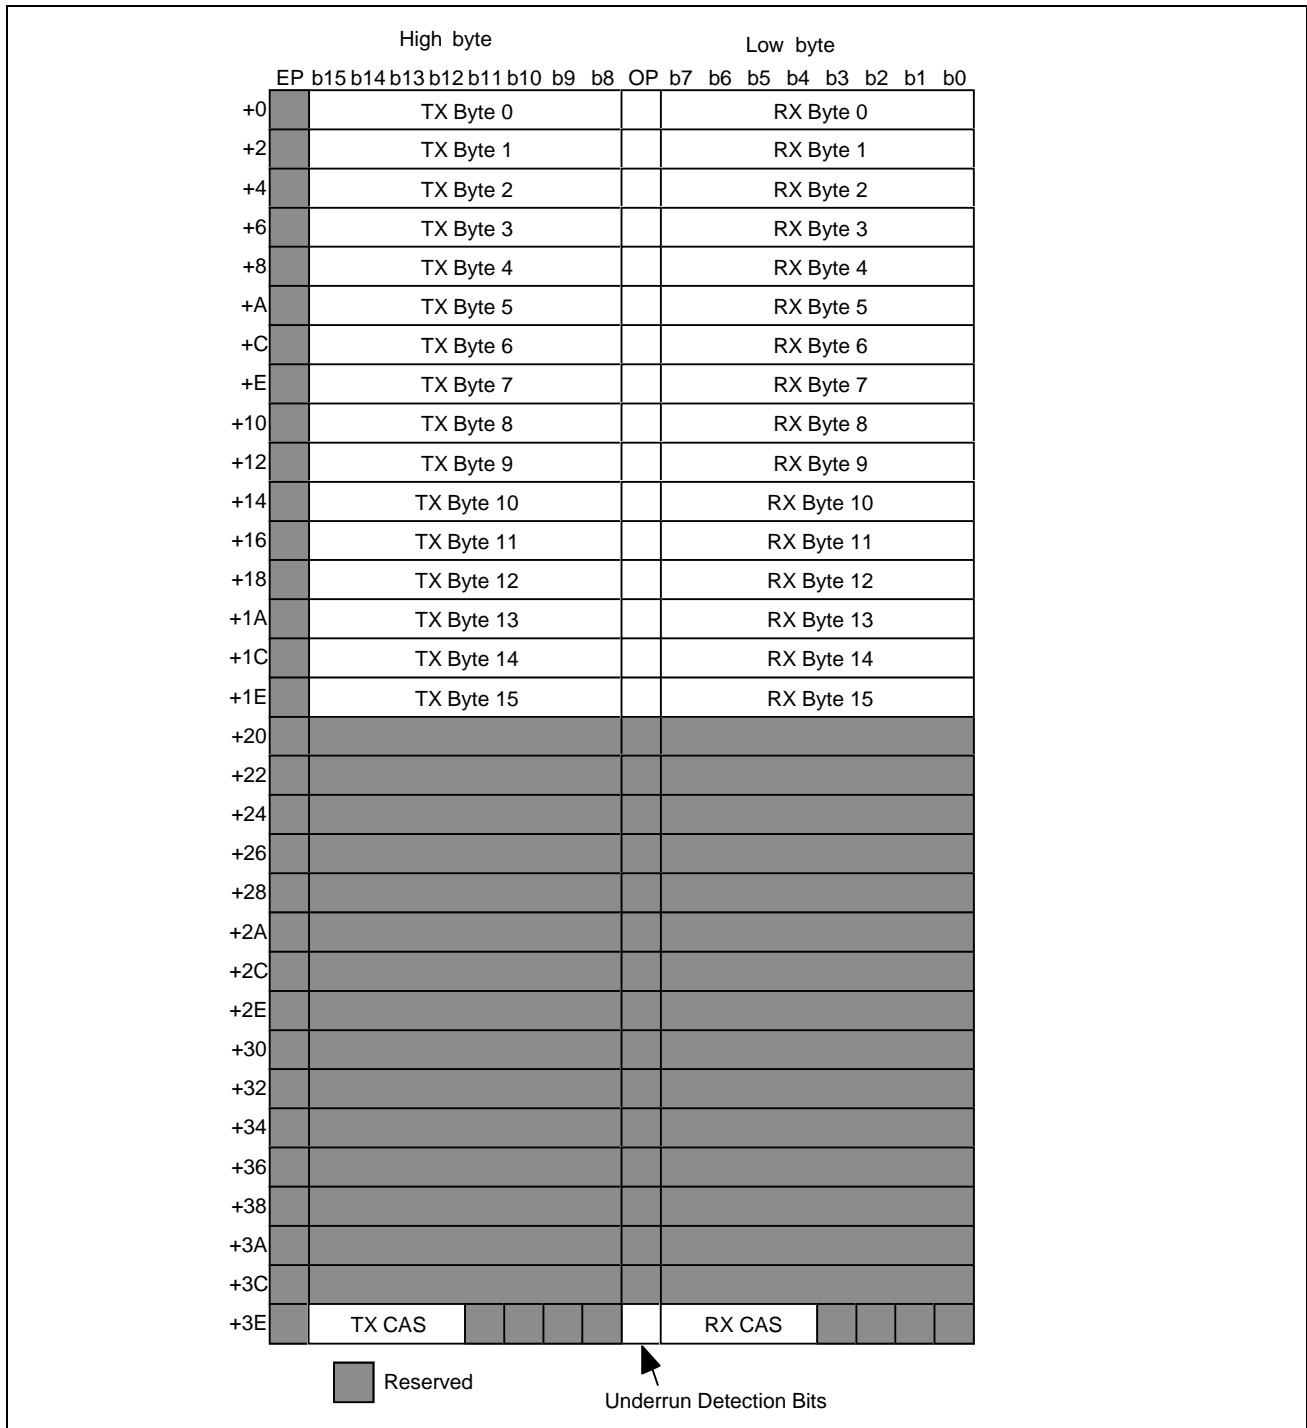 High byte Low byte
EP b15 b14 b13 b12 b11 b10 b9 b8 OP b7 b6 b5 b4 b3 b2 b1 b0
+0 TX Byte 0 RX Byte 0
+2 TX Byte 1 RX Byte 1
+4 TX Byte 2 RX Byte 2
+6 TX Byte 3 RX Byte 3
+8 TX Byte 4 RX Byte 4
+A TX Byte 5 RX Byte 5
+C TX Byte 6 RX Byte 6
+E TX Byte 7 RX Byte 7
+10 TX Byte 8 RX Byte 8
+12 TX Byte 9 RX Byte 9
+14 TX Byte 10 RX Byte 10
+16 TX Byte 11 RX Byte 11
+18 TX Byte 12 RX Byte 12
+1A TX Byte 13 RX Byte 13
+1C TX Byte 14 RX Byte 14
+1E TX Byte 15 RX Byte 15
+20
+22
+24
+26
+28
+2A
+2C
+2E
+30
+32
+34
+36
+38
+3A
+3C
+3E TX CAS RX CAS
Reserved
Underrun Detection Bits